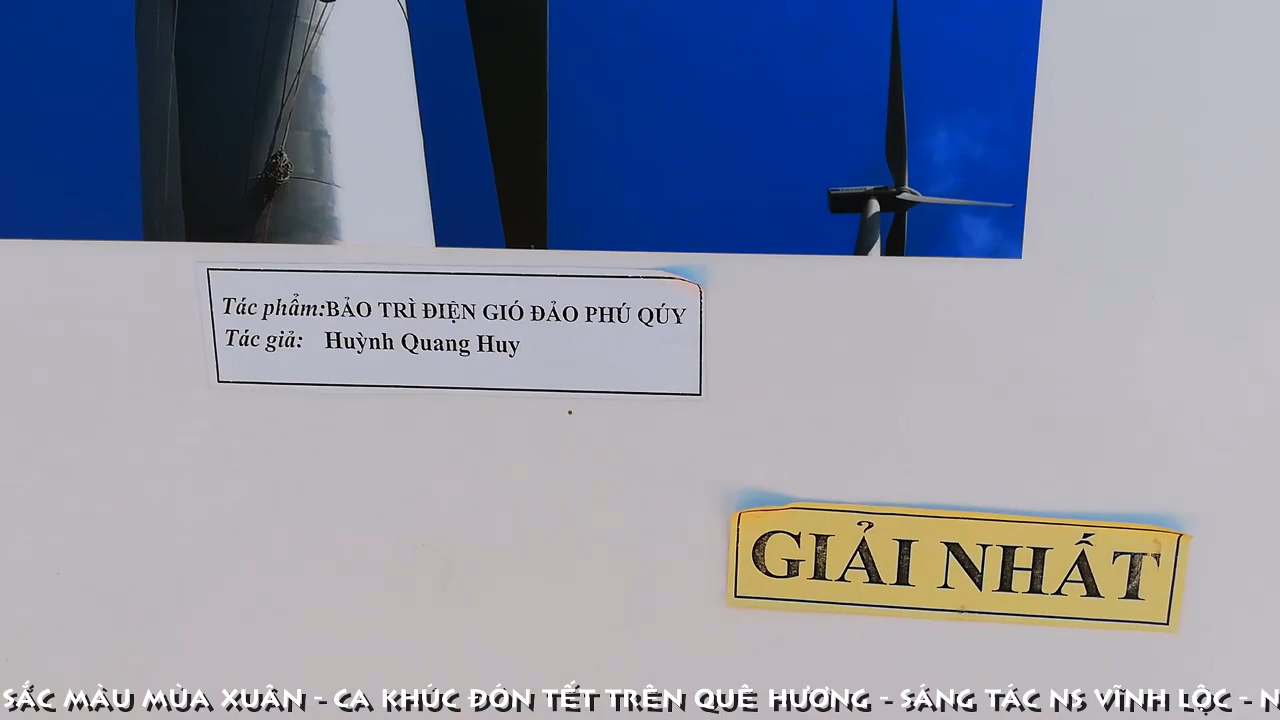 Tác phẩm:BẢO TRÌ ĐIỆN GIÓ ĐẢO PHÚ QÚY
Tác giả: Huỳnh Quang Huy
GIẢI NHẤT
SẮC MÀU MÙA XUÂN - CA KHÚC ĐÓN TẾT TRÊN QUÊ HƯƠNG - SÁNG TÁC NS VĨNH LỘC - N